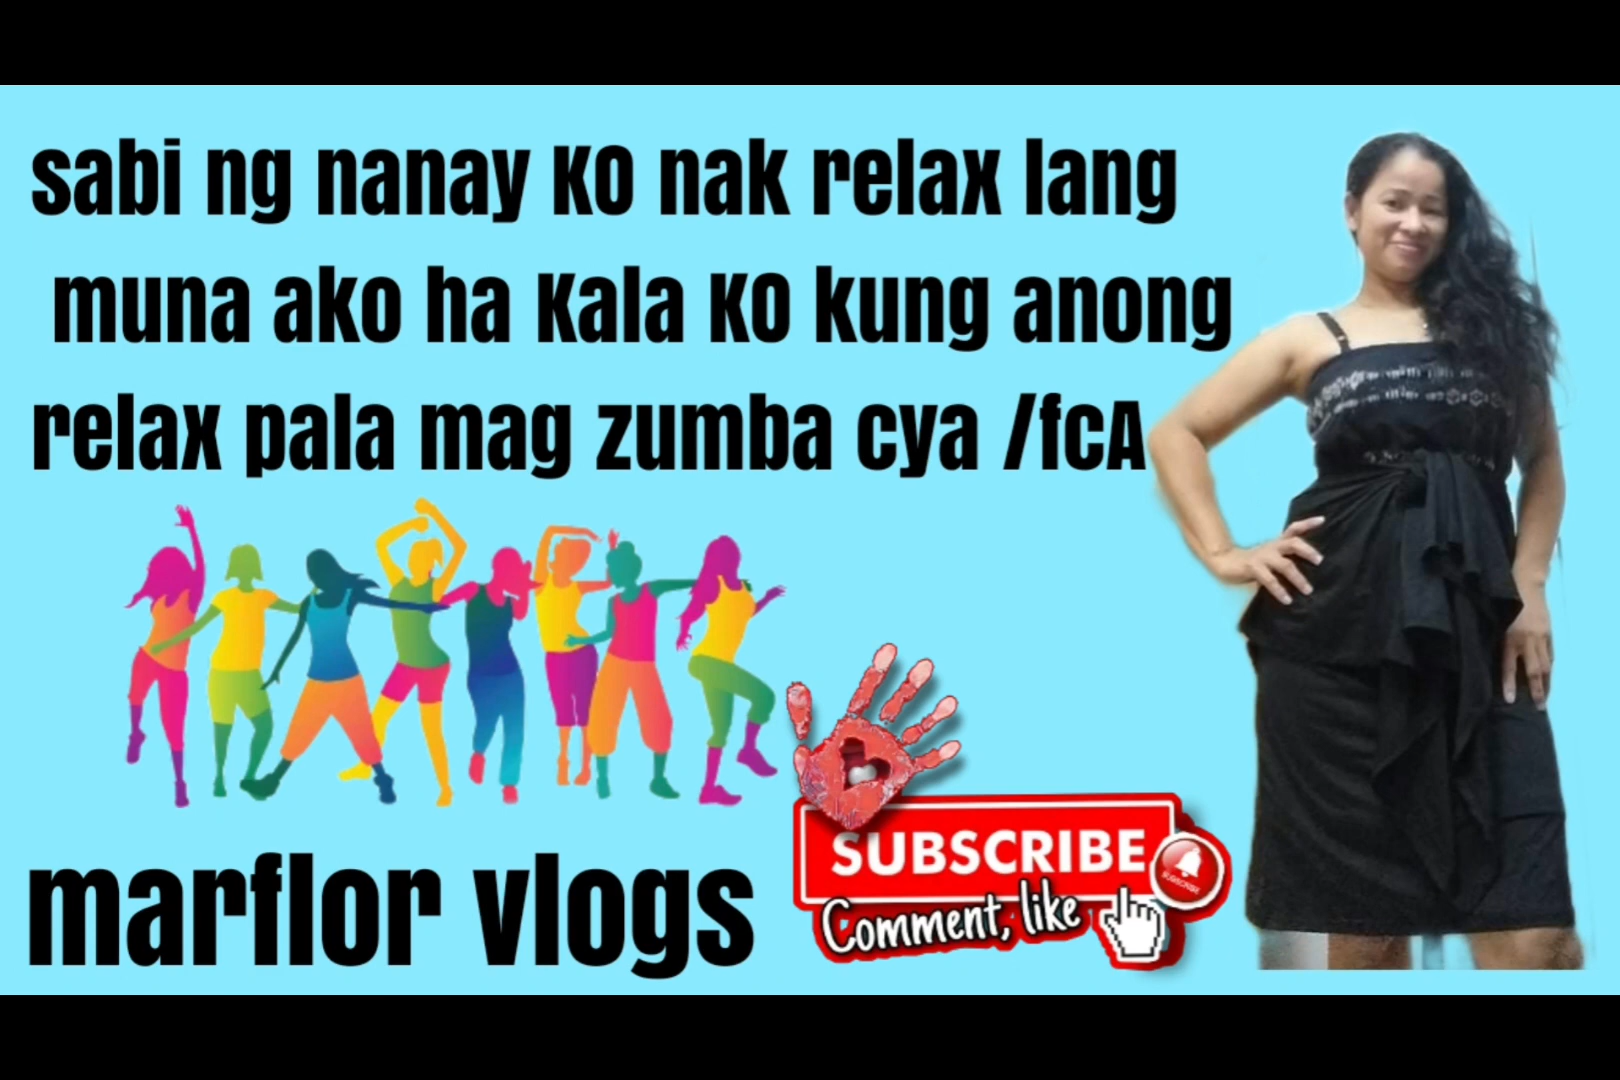 sabi ng nanay KO nak relax lang
muna ako ha Kala KO kung anong
relax pala mag zumba cya /fcA
marflor vlogs
SUBSCRIBE
SUBSCRIBE
Comment, like